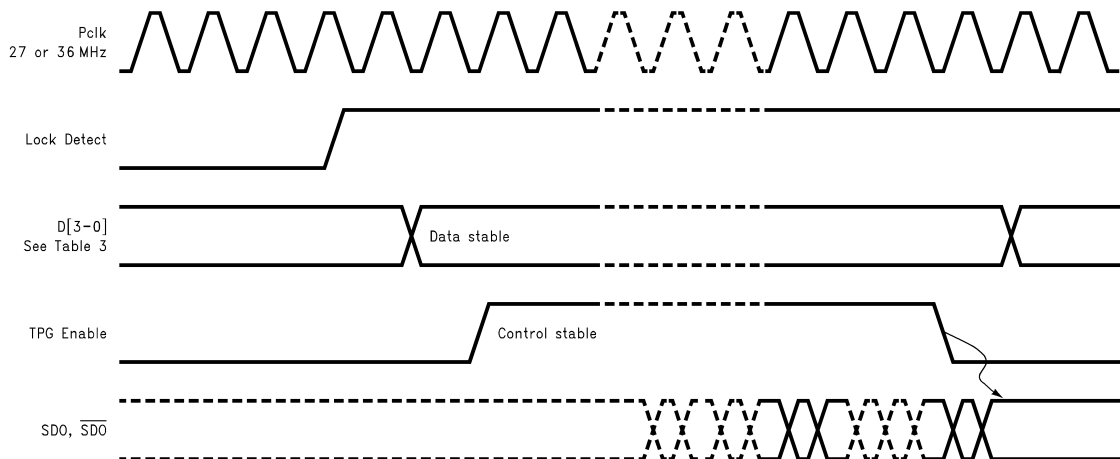 Pclk
27 or 36 MHz
Lock Detect
D[3-0]
See Table 3
Data stable
TPG Enable
Control stable
SDO, S̅D̅O̅